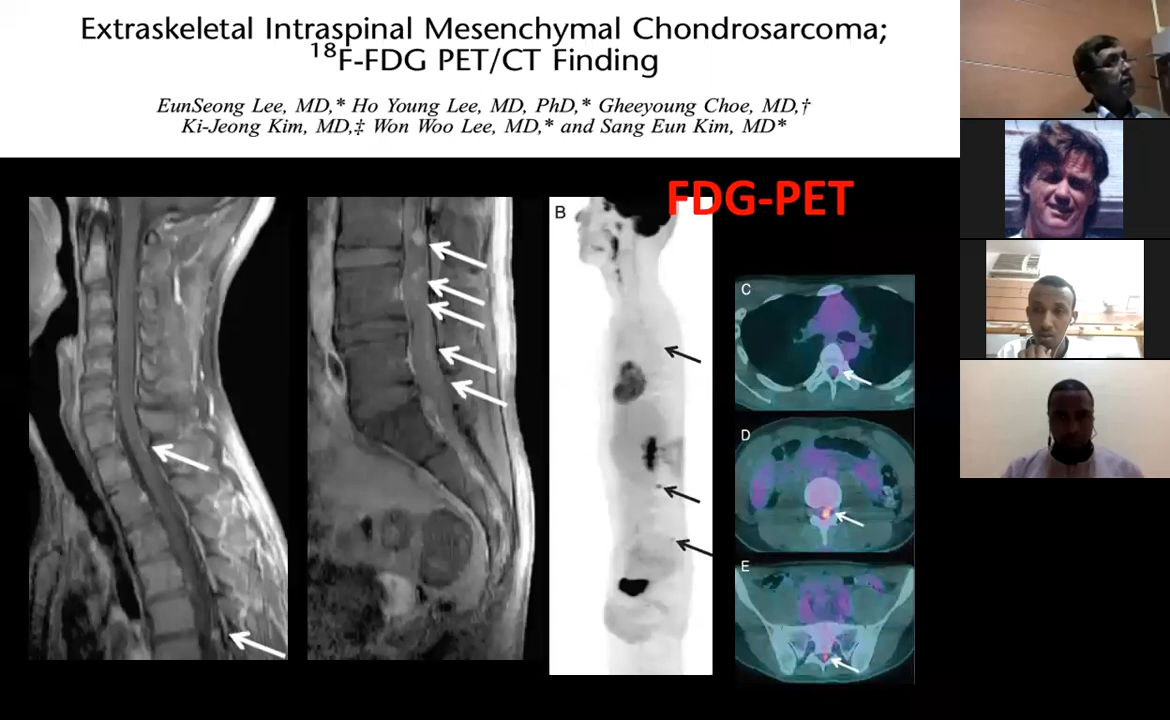 Extraskeletal Intraspinal Mesenchymal Chondrosarcoma;
¹⁸F-FDG PET/CT Finding
EunSeong Lee, MD,* Ho Young Lee, MD, PhD,* Gheeyoung Choe, MD,†
Ki-Jeong Kim, MD,‡ Won Woo Lee, MD,* and Sang Eun Kim, MD*
FDG-PET
B
C
D
E